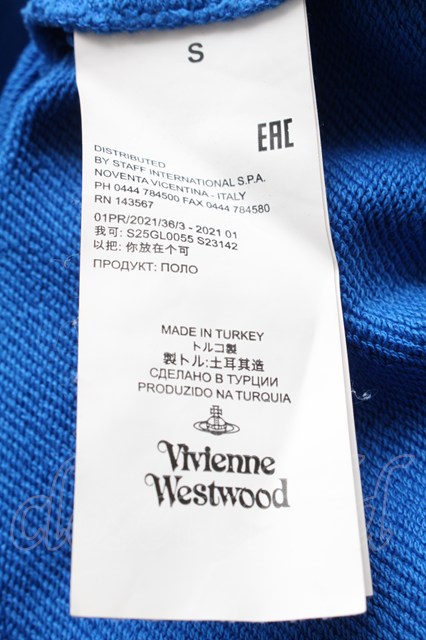 S
EAC
DISTRIBUTED
BY STAFF INTERNATIONAL S.P.A.
NOVENTA VICENTINA - ITALY
PH 0444 784500 FAX 0444 784580
RN 143567
01PR/2021/36/3 - 2021 01
我可: S25GL0055 S23142
以把: 你放在个可
ПРОДУКТ: ПОЛО
MADE IN TURKEY
トルコ製
製トル:土耳其造
СДЕЛАНО В ТУРЦИИ
PRODUZIDO NA TURQUIA
Vivienne
Westwood